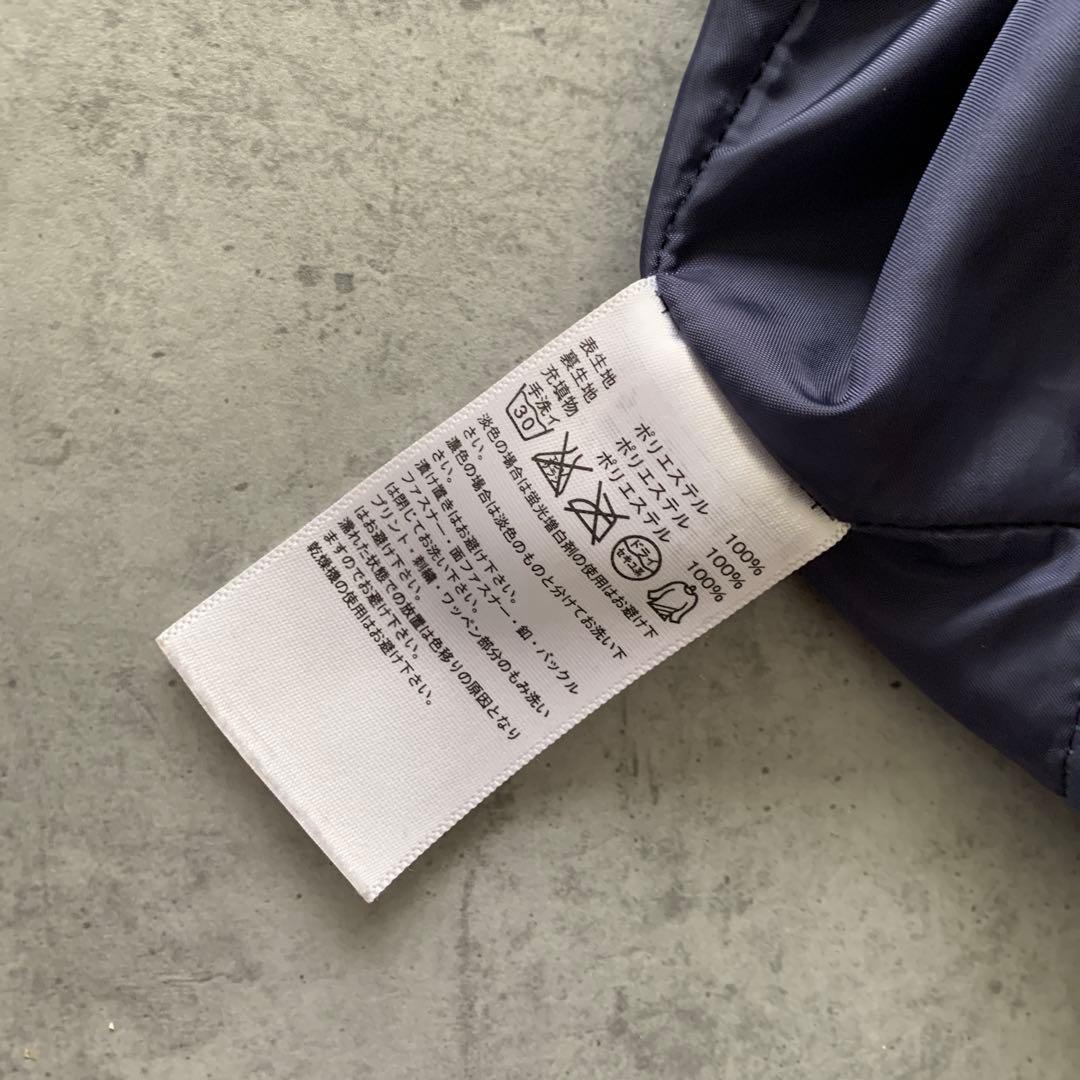 表生地 ポリエステル 100%
裏生地 ポリエステル 100%
充填物 ポリエステル 100%
手洗イ
30
エンソ
サラシ
ドライ
セキユ系
淡色の場合は蛍光増白剤の使用はお避け下
さい。
濃色の場合は淡色のものと分けてお洗い下
さい。
漬け置きはお避け下さい。
ファスナー・面ファスナー・釦・バックル
は閉じてお洗い下さい。
プリント・刺繍・ワッペン部分のもみ洗い
はお避け下さい。
濡れた状態での放置は色移りの原因となり
ますのでお避け下さい。
乾燥機の使用はお避け下さい。